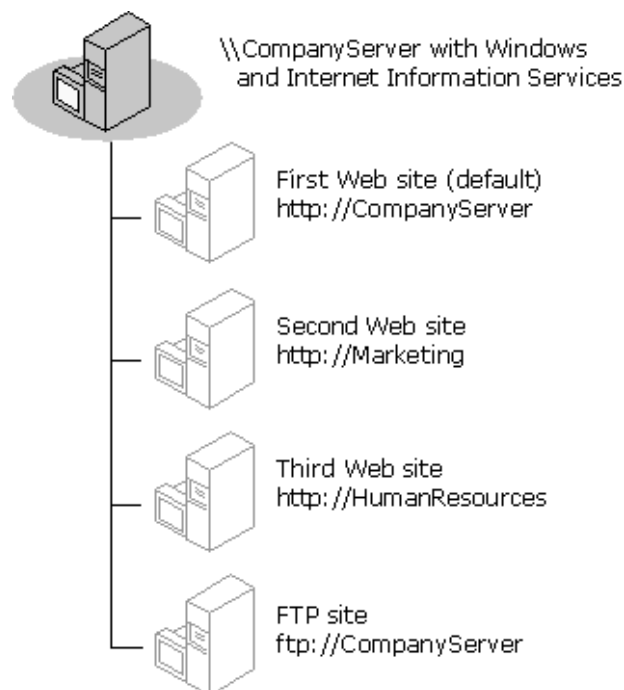 \\CompanyServer with Windows
and Internet Information Services
First Web site (default)
http://CompanyServer
Second Web site
http://Marketing
Third Web site
http://HumanResources
FTP site
ftp://CompanyServer